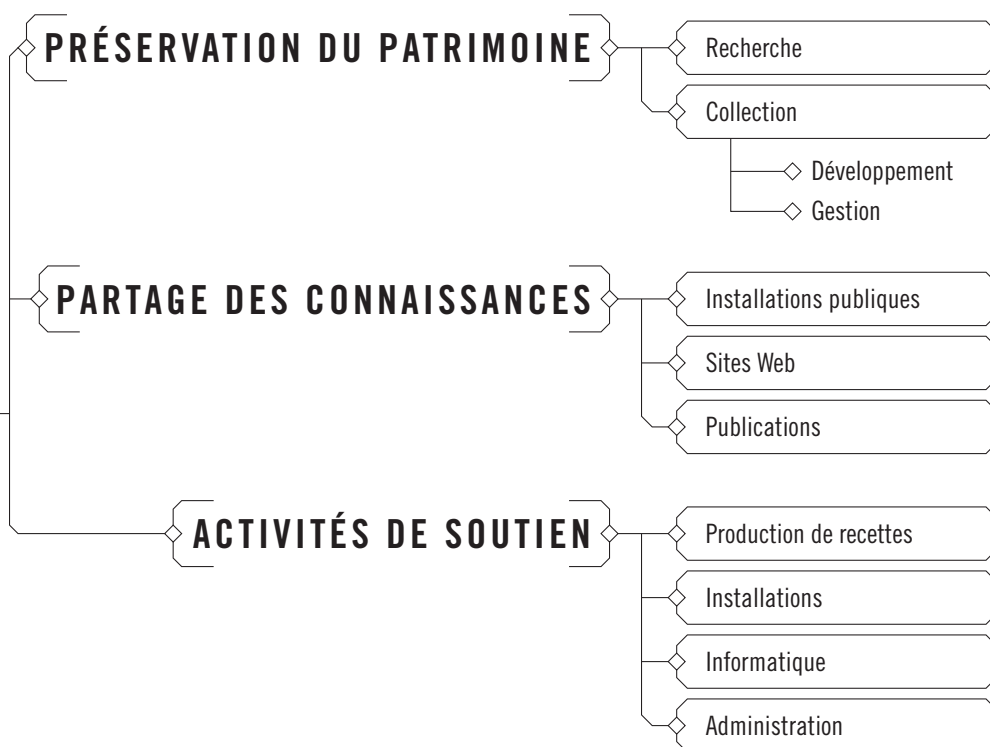 PRÉSERVATION DU PATRIMOINE
Recherche
Collection
Développement
Gestion
PARTAGE DES CONNAISSANCES
Installations publiques
Sites Web
Publications
ACTIVITÉS DE SOUTIEN
Production de recettes
Installations
Informatique
Administration